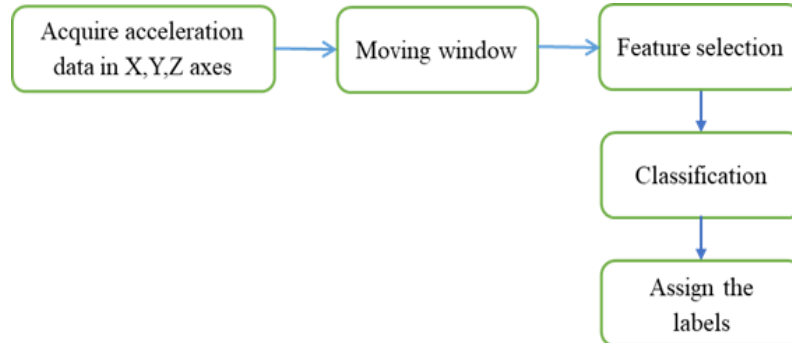 Acquire acceleration
data in X,Y,Z axes
Moving window
Feature selection
Classification
Assign the
labels